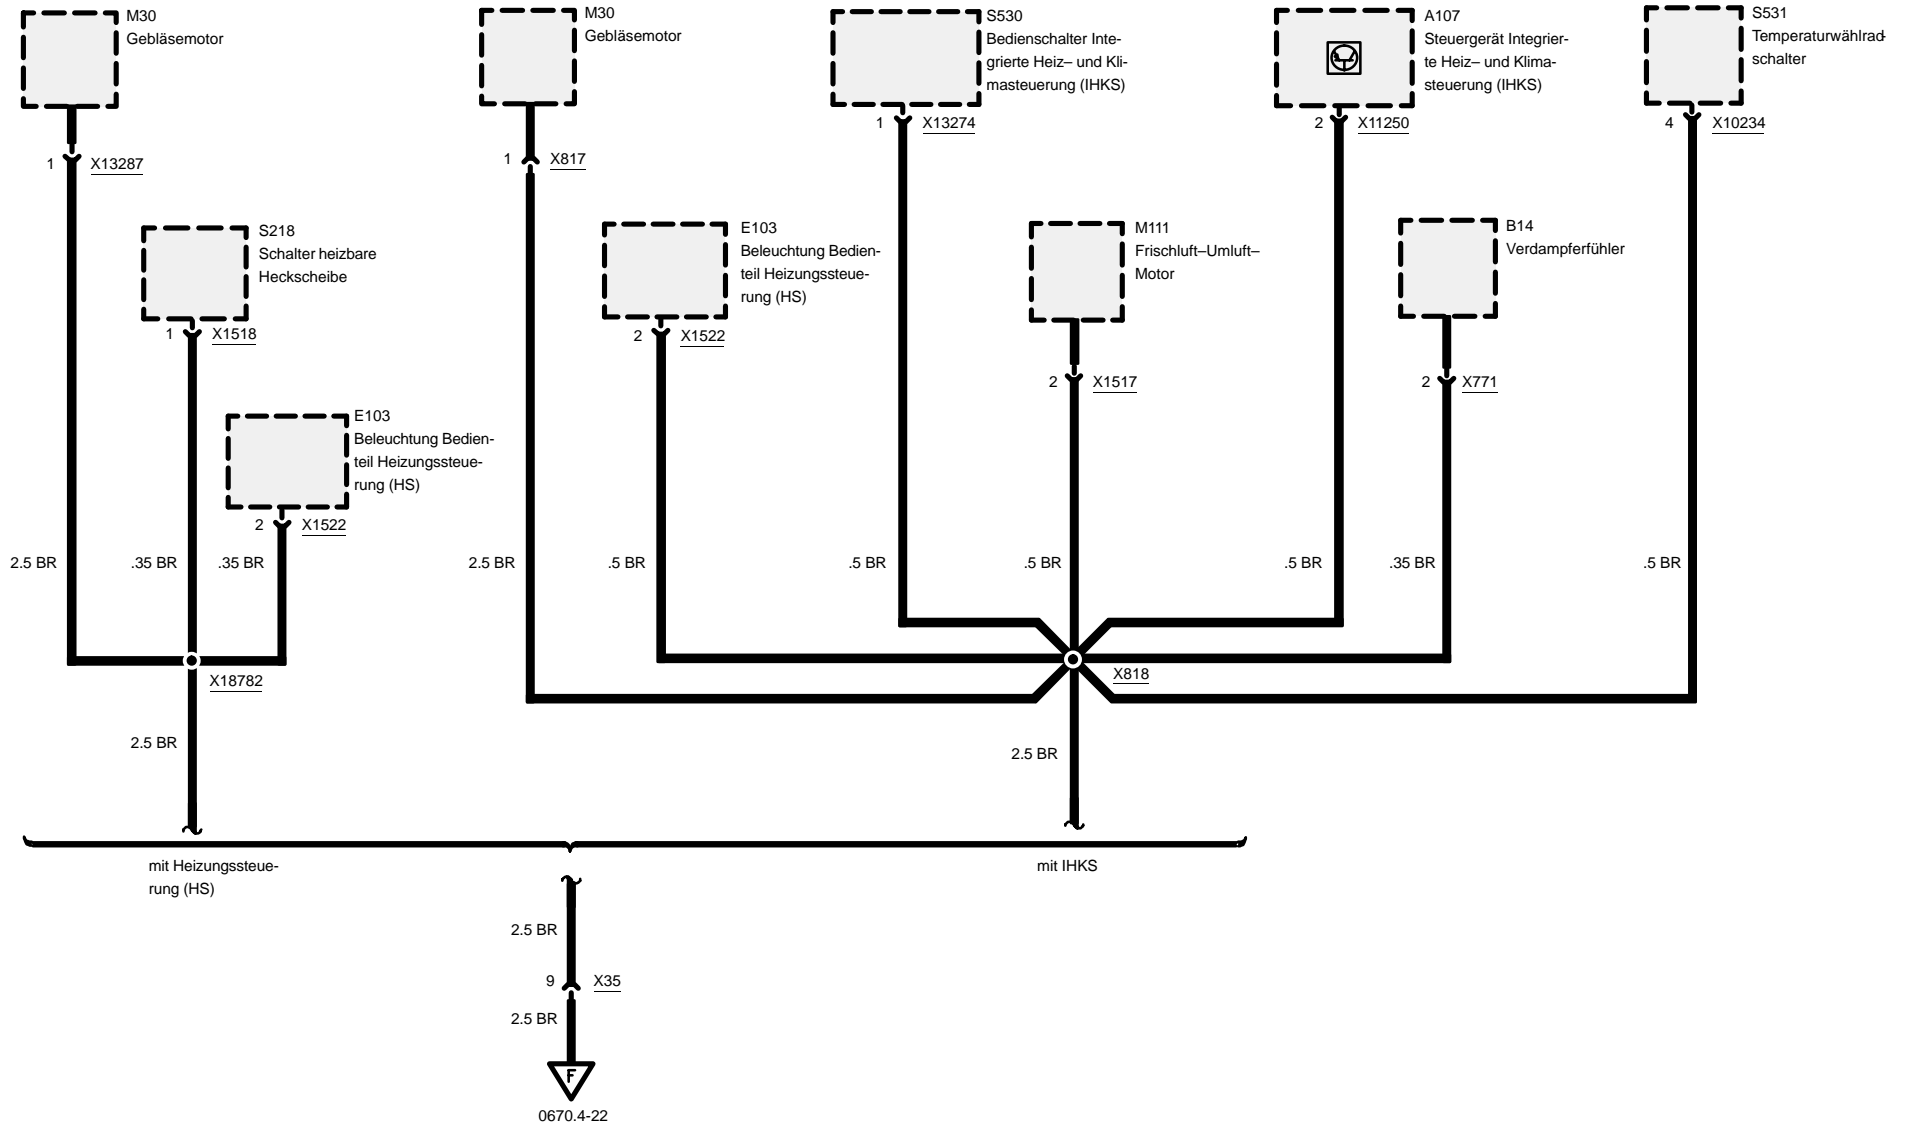 M30
Gebläsemotor
M30
Gebläsemotor
S530
Bedienschalter Inte-
grierte Heiz– und Kli-
masteuerung (IHKS)
A107
Steuergerät Integrier-
te Heiz– und Klima-
steuerung (IHKS)
S531
Temperaturwählrad-
schalter
1 X13287
1 X817
1 X13274
2 X11250
4 X10234
S218
Schalter heizbare
Heckscheibe
E103
Beleuchtung Bedien-
teil Heizungssteue-
rung (HS)
M111
Frischluft–Umluft–
Motor
B14
Verdampferfühler
1 X1518
2 X1522
2 X1517
2 X771
E103
Beleuchtung Bedien-
teil Heizungssteue-
rung (HS)
2 X1522
2.5 BR
.35 BR
.35 BR
2.5 BR
.5 BR
.5 BR
.5 BR
.5 BR
.35 BR
.5 BR
X18782
X818
2.5 BR
2.5 BR
mit Heizungssteue-
rung (HS)
mit IHKS
2.5 BR
9 X35
2.5 BR
F
0670.4-22